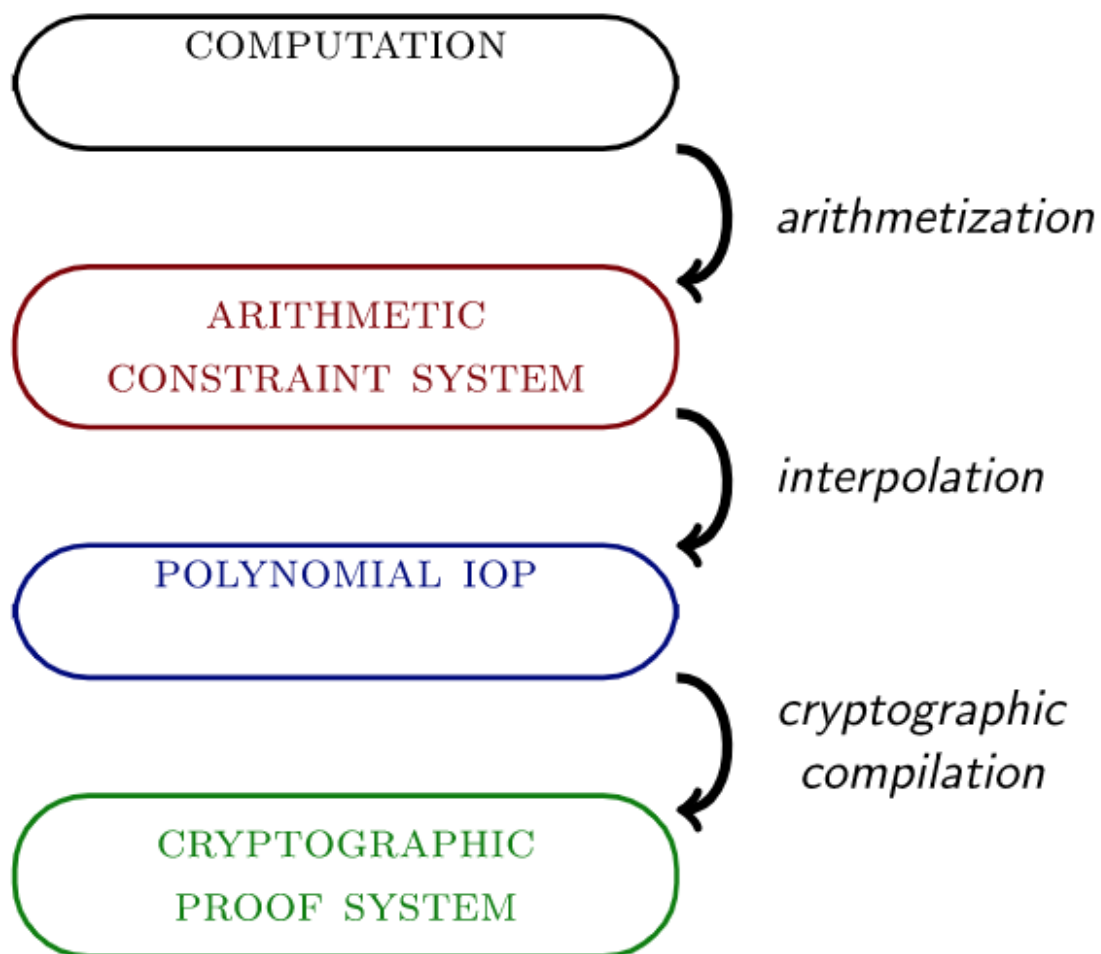 COMPUTATION
arithmetization
ARITHMETIC
CONSTRAINT SYSTEM
interpolation
POLYNOMIAL IOP
cryptographic
compilation
CRYPTOGRAPHIC
PROOF SYSTEM